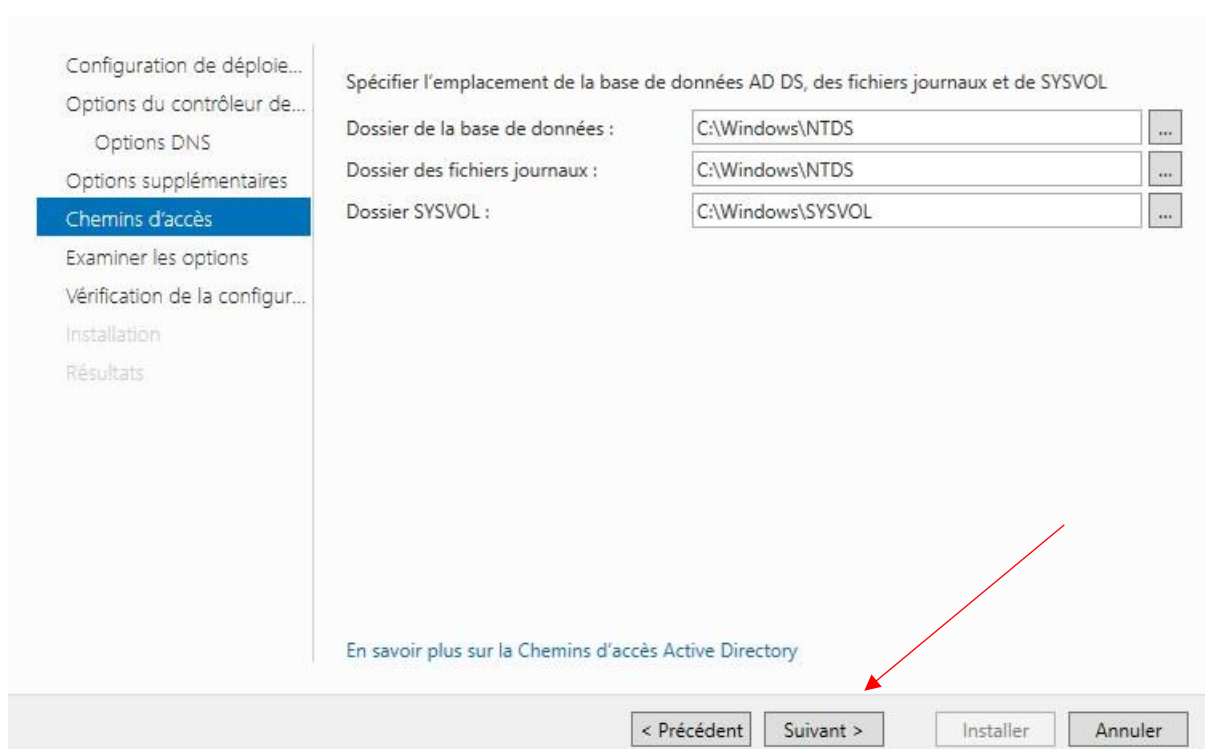 Configuration de déploie...
Options du contrôleur de...
Options DNS
Options supplémentaires
Chemins d'accès
Examiner les options
Vérification de la configur...
Installation
Résultats
Spécifier l'emplacement de la base de données AD DS, des fichiers journaux et de SYSVOL
Dossier de la base de données : C:\Windows\NTDS ...
Dossier des fichiers journaux : C:\Windows\NTDS ...
Dossier SYSVOL : C:\Windows\SYSVOL ...
En savoir plus sur la Chemins d'accès Active Directory
< Précédent Suivant > Installer Annuler